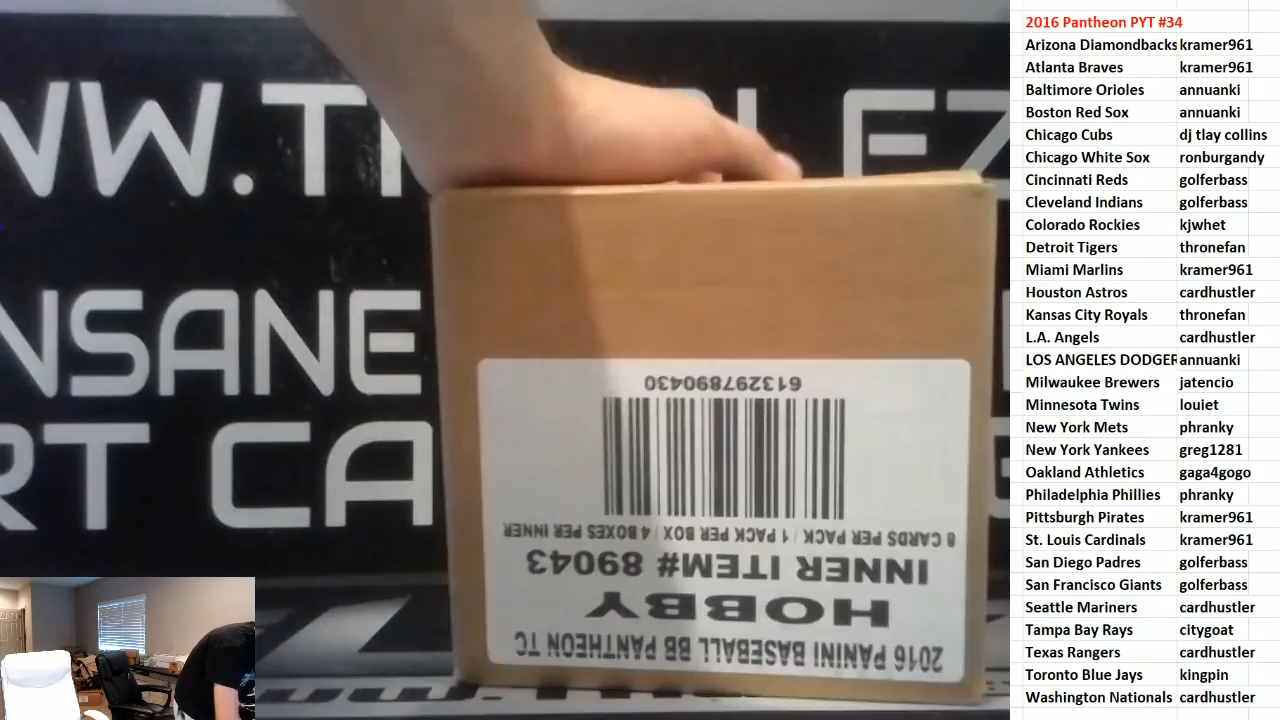 NW.T
LEZ
NSANE
RT CA
613297890430
8 CARDS PER PACK / 1 PACK PER BOX / 4 BOXES PER INNER
INNER ITEM# 89043
HOBBY
2016 PANINI BASEBALL BB PANTHEON TC
2016 Pantheon PYT #34
Arizona Diamondbacks kramer961
Atlanta Braves kramer961
Baltimore Orioles annuanki
Boston Red Sox annuanki
Chicago Cubs dj tlay collins
Chicago White Sox ronburgandy
Cincinnati Reds golferbass
Cleveland Indians golferbass
Colorado Rockies kjwhet
Detroit Tigers thronefan
Miami Marlins kramer961
Houston Astros cardhustler
Kansas City Royals thronefan
L.A. Angels cardhustler
LOS ANGELES DODGER annuanki
Milwaukee Brewers jatencio
Minnesota Twins louiet
New York Mets phranky
New York Yankees greg1281
Oakland Athletics gaga4gogo
Philadelphia Phillies phranky
Pittsburgh Pirates kramer961
St. Louis Cardinals kramer961
San Diego Padres golferbass
San Francisco Giants golferbass
Seattle Mariners cardhustler
Tampa Bay Rays citygoat
Texas Rangers cardhustler
Toronto Blue Jays kingpin
Washington Nationals cardhustler